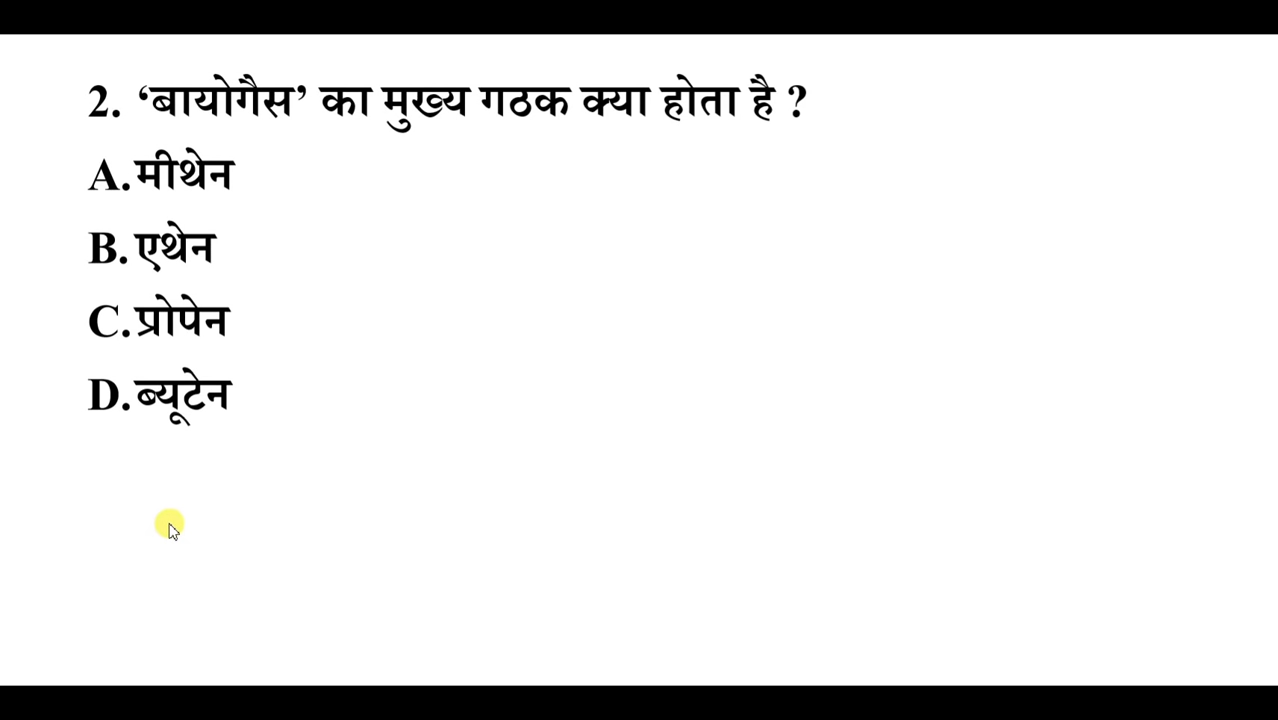 2. ‘बायोगैस’ का मुख्य गठक क्या होता है ?
A.मीथेन
B. एथेन
C.प्रोपेन
D.ब्यूटेन